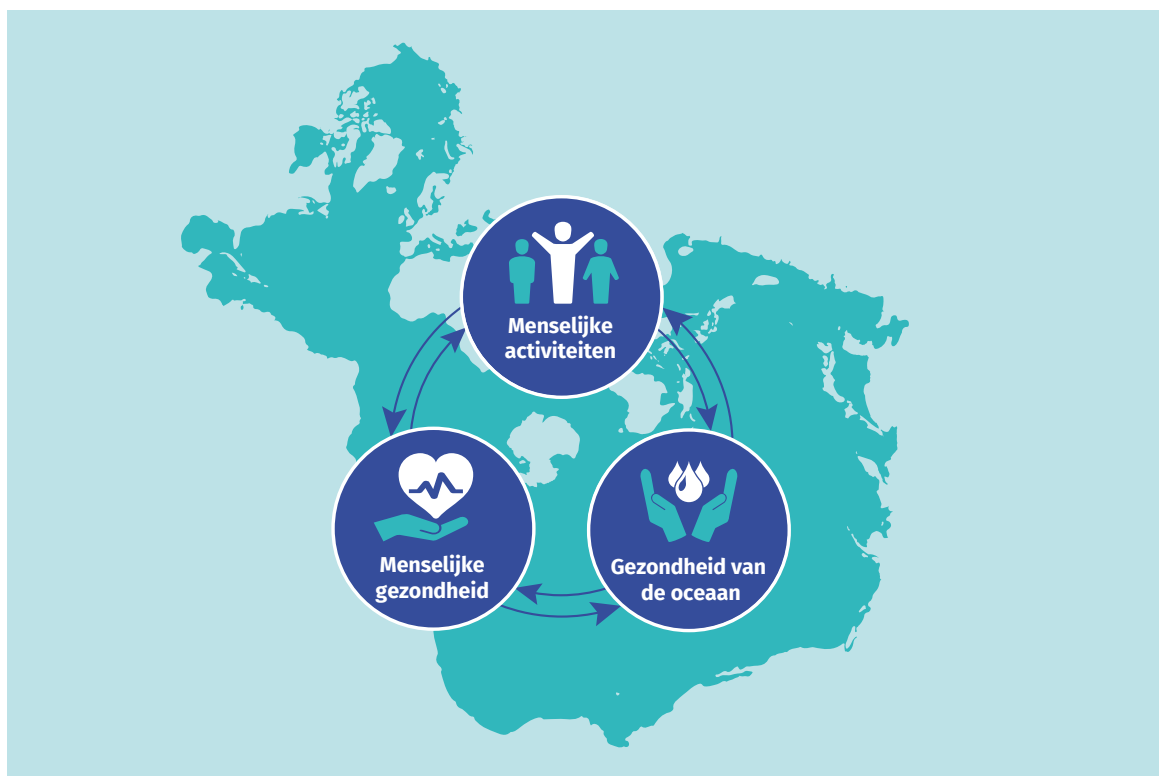 Menselijke
activiteiten
Menselijke
gezondheid
Gezondheid van
de oceaan